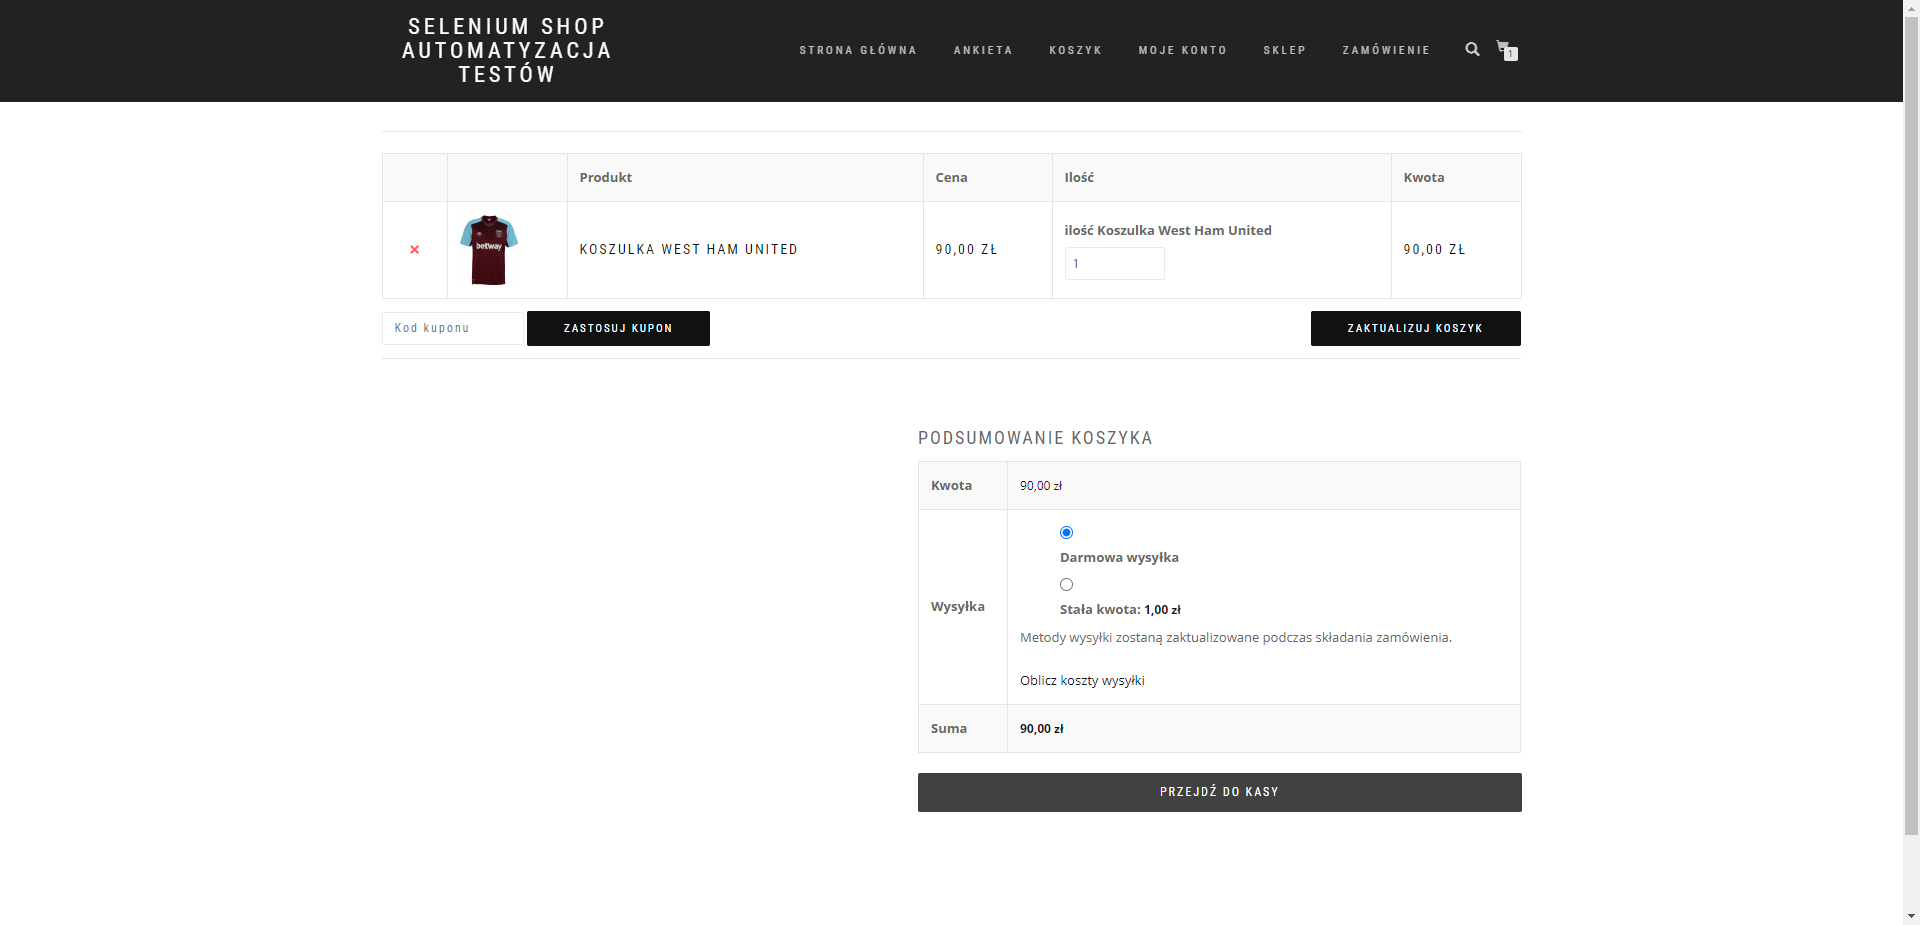 SELENIUM SHOP
AUTOMATYZACJA
TESTÓW
STRONA GŁÓWNA ANKIETA KOSZYK MOJE KONTO SKLEP ZAMÓWIENIE 1
Produkt Cena Ilość Kwota
betway
KOSZULKA WEST HAM UNITED 90,00 ZŁ ilość Koszulka West Ham United 90,00 ZŁ
1
Kod kuponu ZASTOSUJ KUPON ZAKTUALIZUJ KOSZYK
PODSUMOWANIE KOSZYKA
Kwota 90,00 zł
Wysyłka
Darmowa wysyłka
Stała kwota: 1,00 zł
Metody wysyłki zostaną zaktualizowane podczas składania zamówienia.
Oblicz koszty wysyłki
Suma 90,00 zł
PRZEJDŹ DO KASY